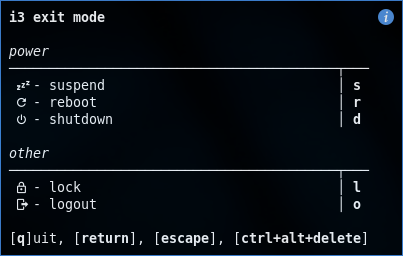 i3 exit mode
power
zzz - suspend | s
- reboot | r
- shutdown | d
other
- lock | l
- logout | o
[q]uit, [return], [escape], [ctrl+alt+delete]